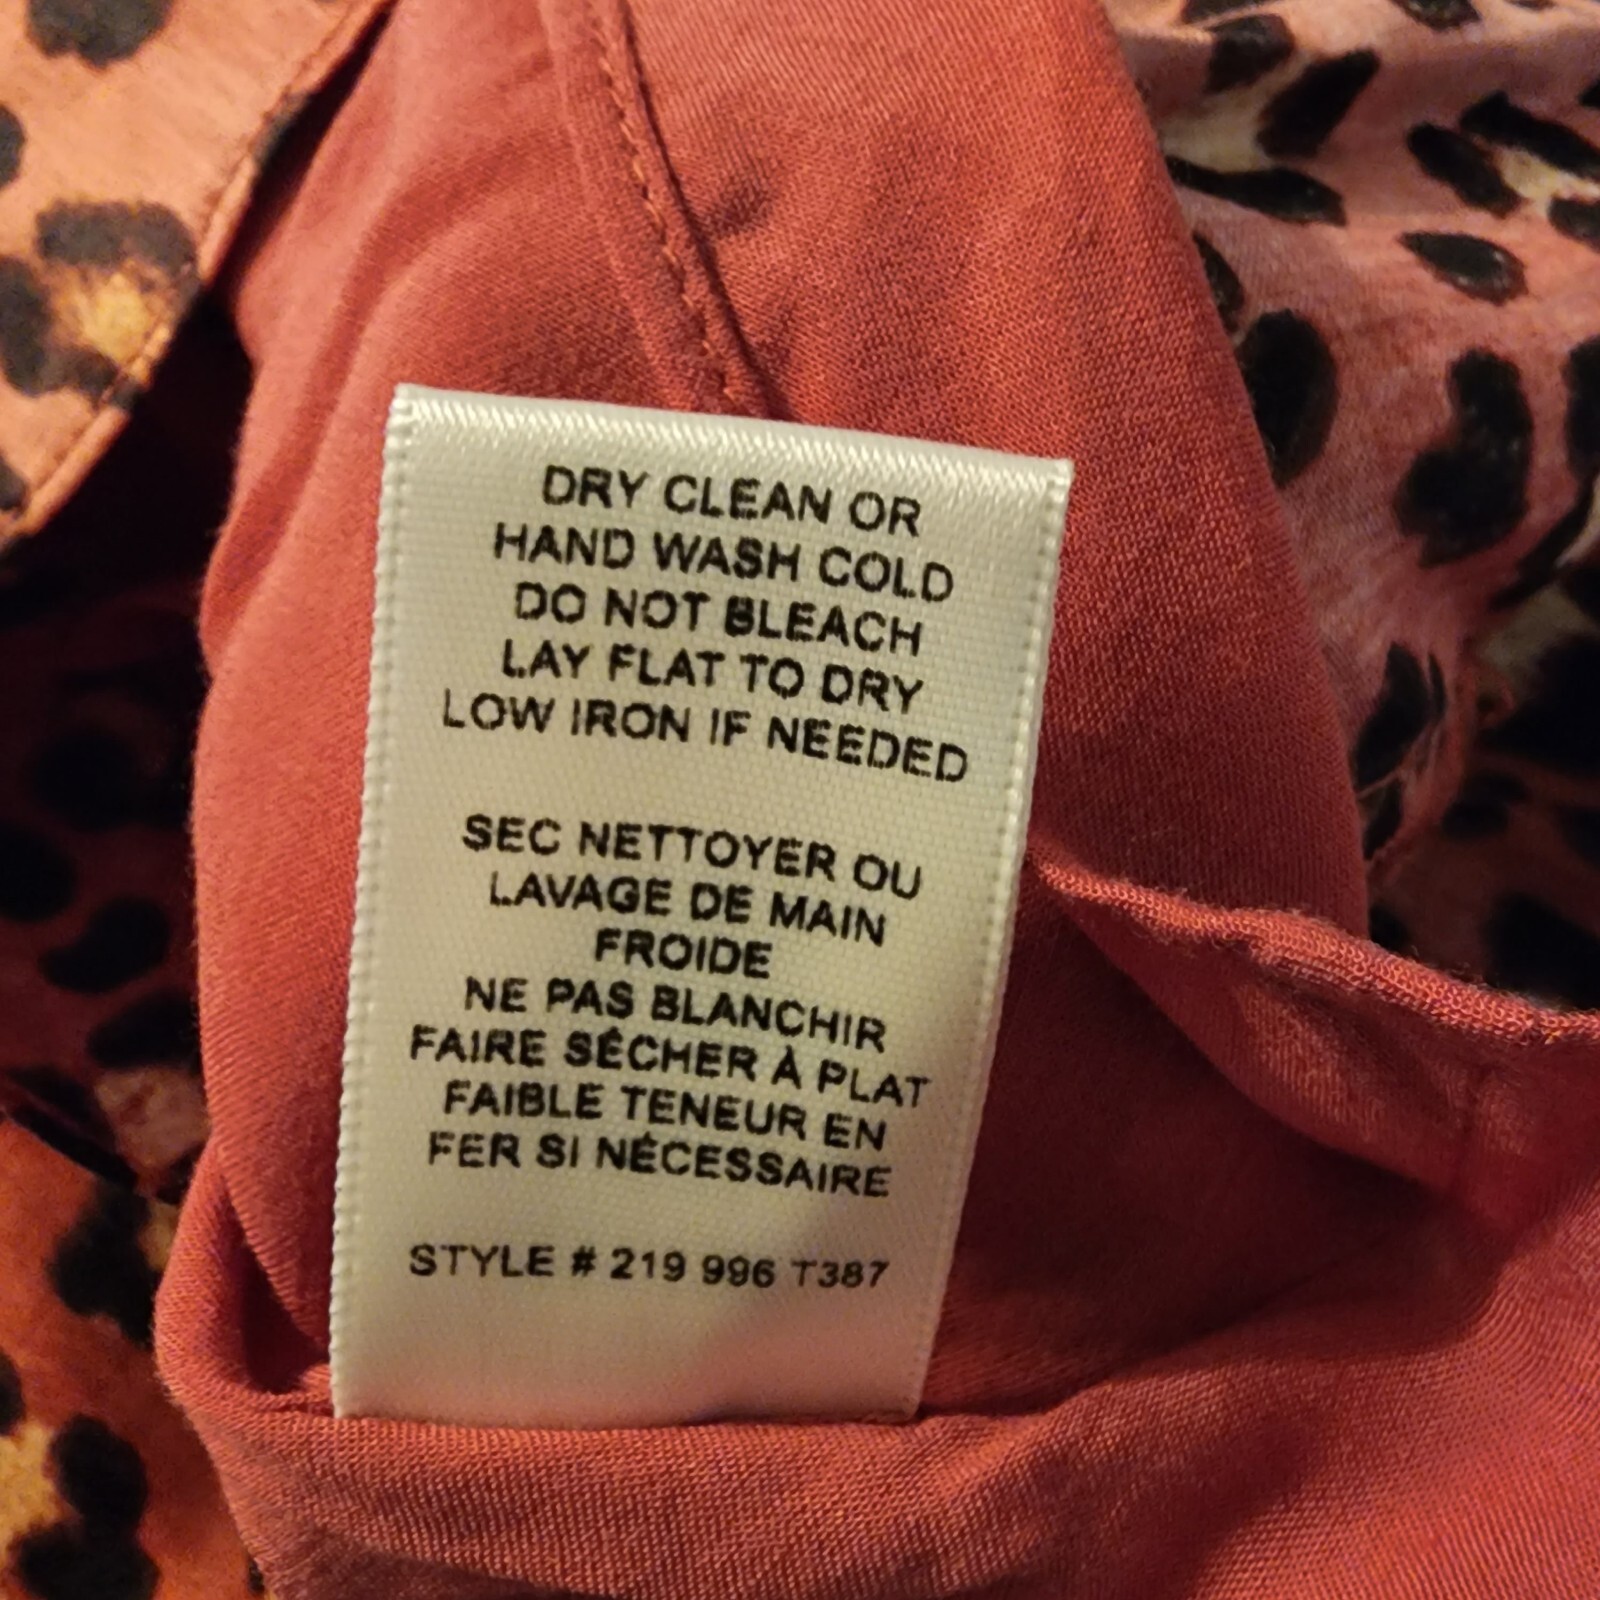 DRY CLEAN OR
HAND WASH COLD
DO NOT BLEACH
LAY FLAT TO DRY
LOW IRON IF NEEDED
SEC NETTOYER OU
LAVAGE DE MAIN
FROIDE
NE PAS BLANCHIR
FAIRE SÉCHER À PLAT
FAIBLE TENEUR EN
FER SI NÉCESSAIRE
STYLE # 219 996 T387